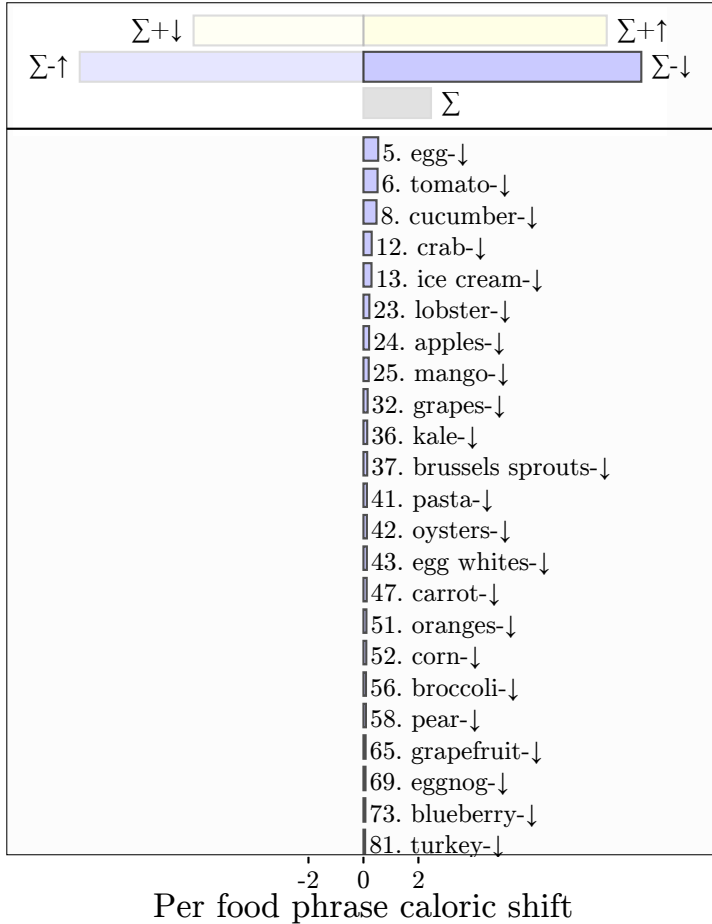 Σ+↓ Σ+↑
Σ-↑ Σ-↓
Σ
5. egg-↓
6. tomato-↓
8. cucumber-↓
12. crab-↓
13. ice cream-↓
23. lobster-↓
24. apples-↓
25. mango-↓
32. grapes-↓
36. kale-↓
37. brussels sprouts-↓
41. pasta-↓
42. oysters-↓
43. egg whites-↓
47. carrot-↓
51. oranges-↓
52. corn-↓
56. broccoli-↓
58. pear-↓
65. grapefruit-↓
69. eggnog-↓
73. blueberry-↓
81. turkey-↓
-2 0 2
Per food phrase caloric shift